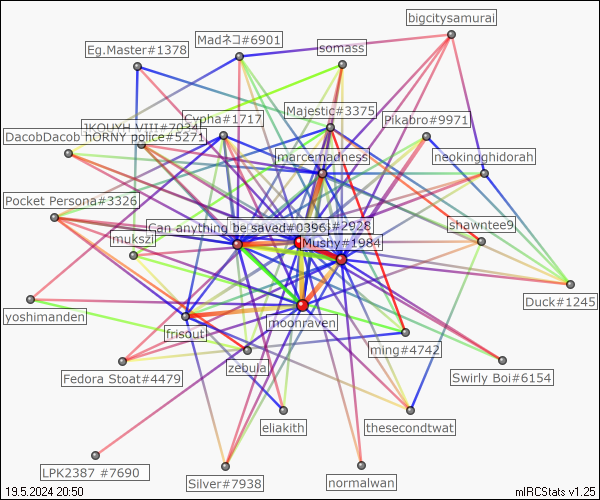 bigcitysamurai
Madネコ#6901
Eg.Master#1378
somass
Majestic#3375
Cypha#1717
Pikabro#9971
DacobDacob hORNY police#5271
marcemadness
neokingghidorah
Pocket Persona#3326
Can anything be saved#0396
#2928
shawntee9
mukszi
Mushy#1984
Duck#1245
yoshimanden
moonraven
frisout
ming#4742
zebula
Fedora Stoat#4479
Swirly Boi#6154
eliakith
thesecondtwat
LPK2387 #7690
Silver#7938
normalwan
19.5.2024 20:50
mIRCStats v1.25